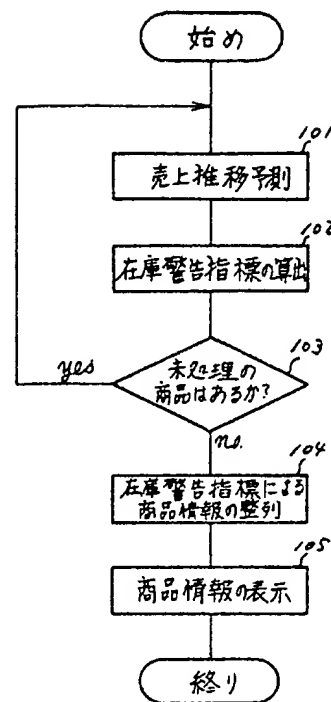 始め
101
売上推移予測
102
在庫警告指標の算出
103
未処理の
商品はあるか?
yes
no.
104
在庫警告指標による
商品情報の整列
105
商品情報の表示
終り